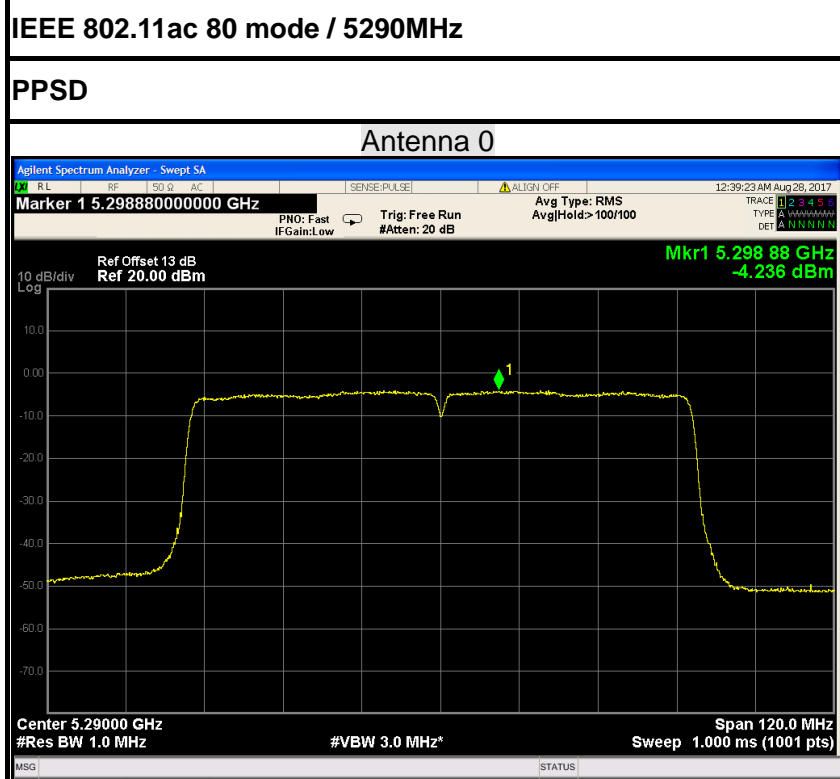 IEEE 802.11ac 80 mode / 5290MHz
PPSD
Antenna 0
Agilent Spectrum Analyzer - Swept SA
LXI RL RF 50 Ω AC SENSE:PULSE ALIGN OFF 12:39:23 AM Aug 28, 2017
Marker 1 5.298880000000 GHz
PNO: Fast
IFGain:Low
Trig: Free Run
#Atten: 20 dB
Avg Type: RMS
Avg|Hold:>100/100
TRACE 1 2 3 4 5 6
TYPE A WWWWW
DET A N N N N N
Mkr1 5.298 88 GHz
-4.236 dBm
Ref Offset 13 dB
10 dB/div Ref 20.00 dBm
Log
1
10.0
0.00
-10.0
-20.0
-30.0
-40.0
-50.0
-60.0
-70.0
Center 5.29000 GHz Span 120.0 MHz
#Res BW 1.0 MHz #VBW 3.0 MHz* Sweep 1.000 ms (1001 pts)
MSG STATUS